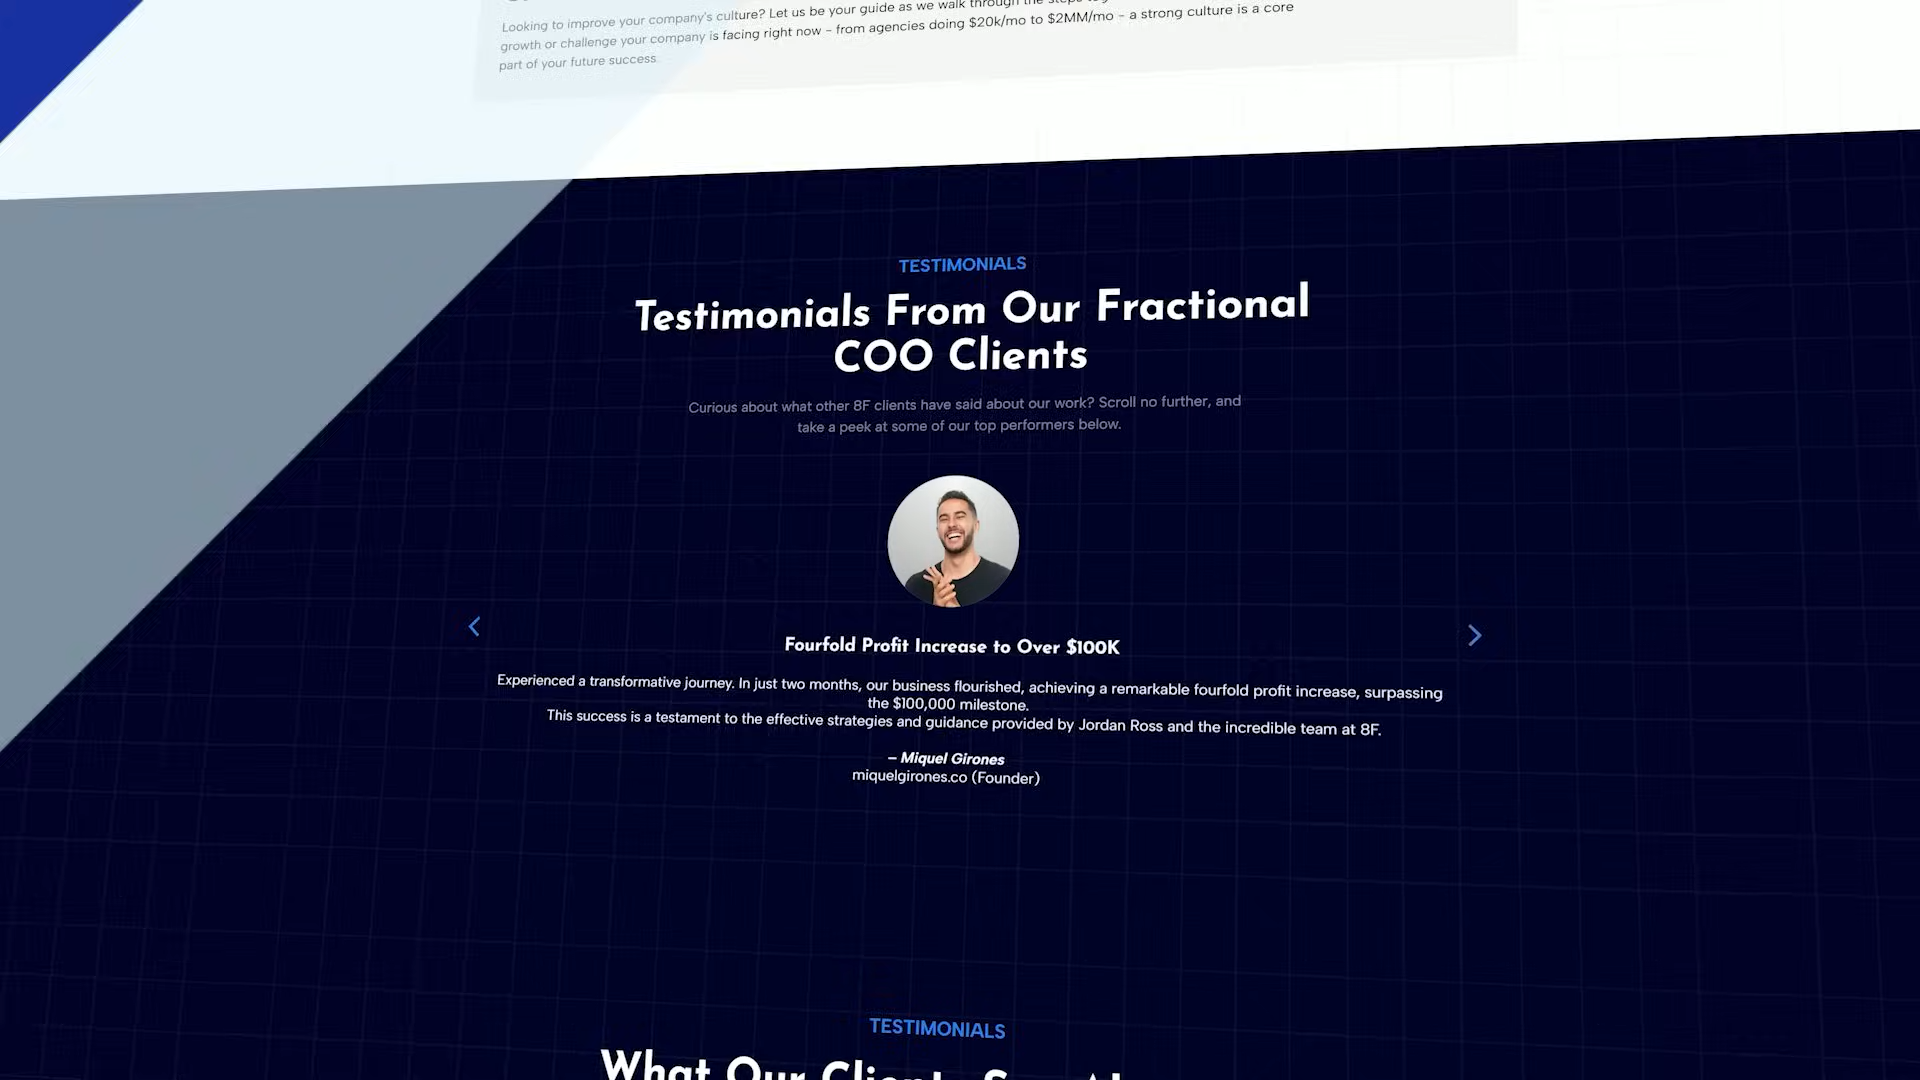 Looking to improve your company's culture? Let us be your guide as we walk through the
growth or challenge your company is facing right now – from agencies doing $20k/mo to $2MM/mo – a strong culture is a core
part of your future success.
TESTIMONIALS
Testimonials From Our Fractional
COO Clients
Curious about what other 8F clients have said about our work? Scroll no further, and
take a peek at some of our top performers below.
Fourfold Profit Increase to Over $100K
Experienced a transformative journey. In just two months, our business flourished, achieving a remarkable fourfold profit increase, surpassing
the $100,000 milestone.
This success is a testament to the effective strategies and guidance provided by Jordan Ross and the incredible team at 8F.
– Miquel Girones
miquelgirones.co (Founder)
TESTIMONIALS
What Our Clients Say